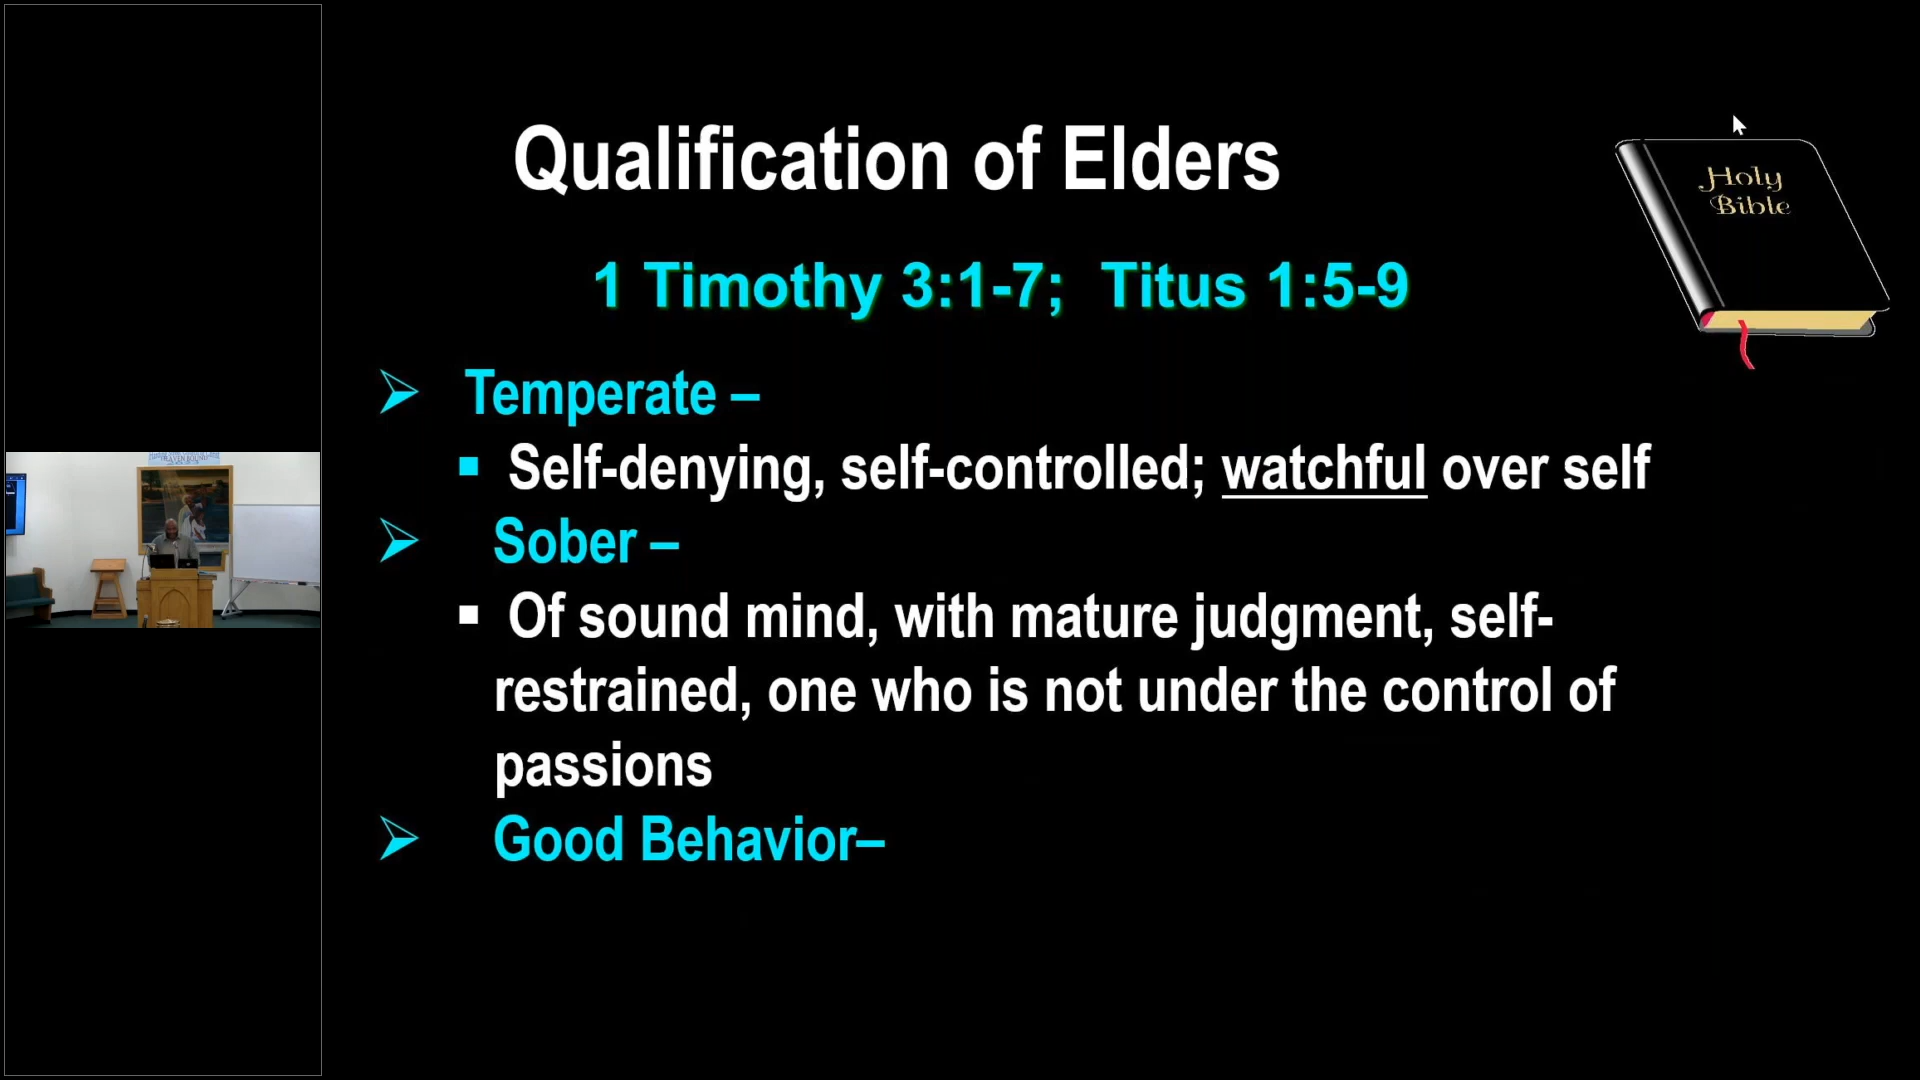 Qualification of Elders
Holy
Bible
1 Timothy 3:1-7; Titus 1:5-9
Temperate –
Self-denying, self-controlled; watchful over self
Sober –
Of sound mind, with mature judgment, self-
restrained, one who is not under the control of
passions
Good Behavior–